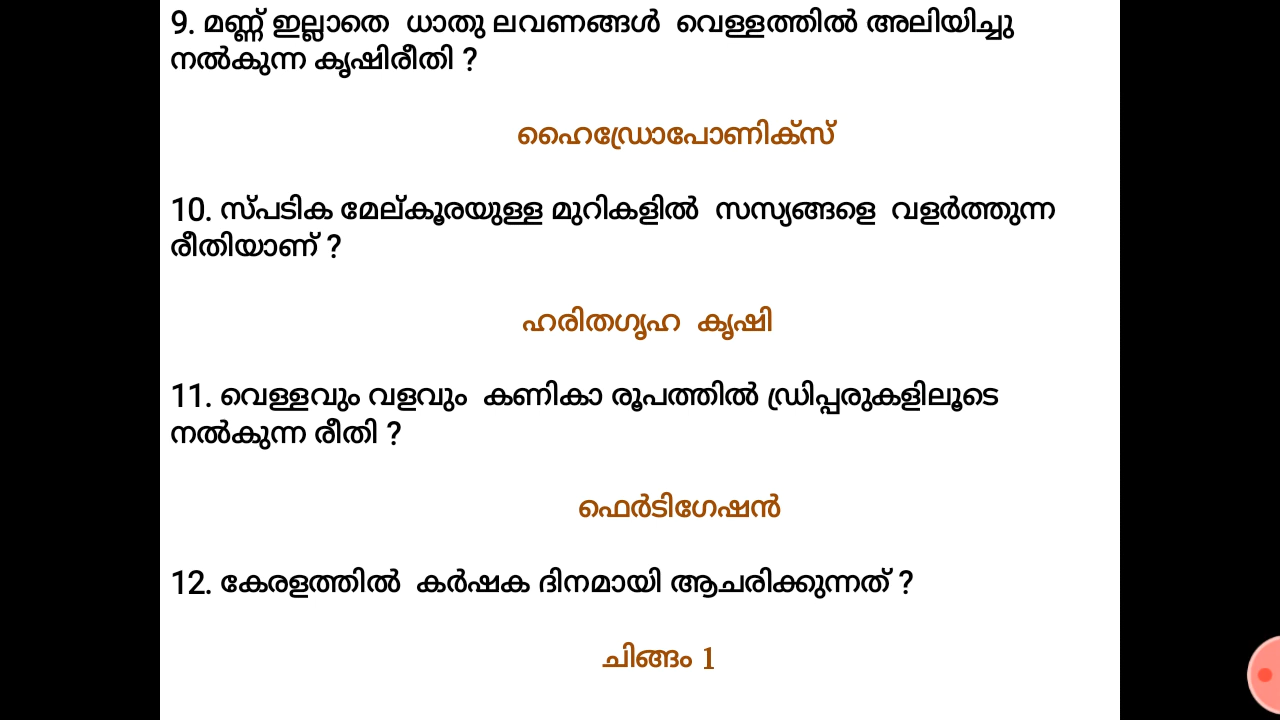 9. മണ്ണ് ഇല്ലാതെ ധാതു ലവണങ്ങൾ വെള്ളത്തിൽ അലിയിച്ചു
നൽകുന്ന കൃഷിരീതി ?
ഹൈഡ്രോപോണിക്സ്
10. സ്പടിക മേല്കൂരയുള്ള മുറികളിൽ സസ്യങ്ങളെ വളർത്തുന്ന
രീതിയാണ് ?
ഹരിതഗൃഹ കൃഷി
11. വെള്ളവും വളവും കണികാ രൂപത്തിൽ ഡ്രിപ്പരുകളിലൂടെ
നൽകുന്ന രീതി ?
ഫെർടിഗേഷൻ
12. കേരളത്തിൽ കർഷക ദിനമായി ആചരിക്കുന്നത് ?
ചിങ്ങം 1